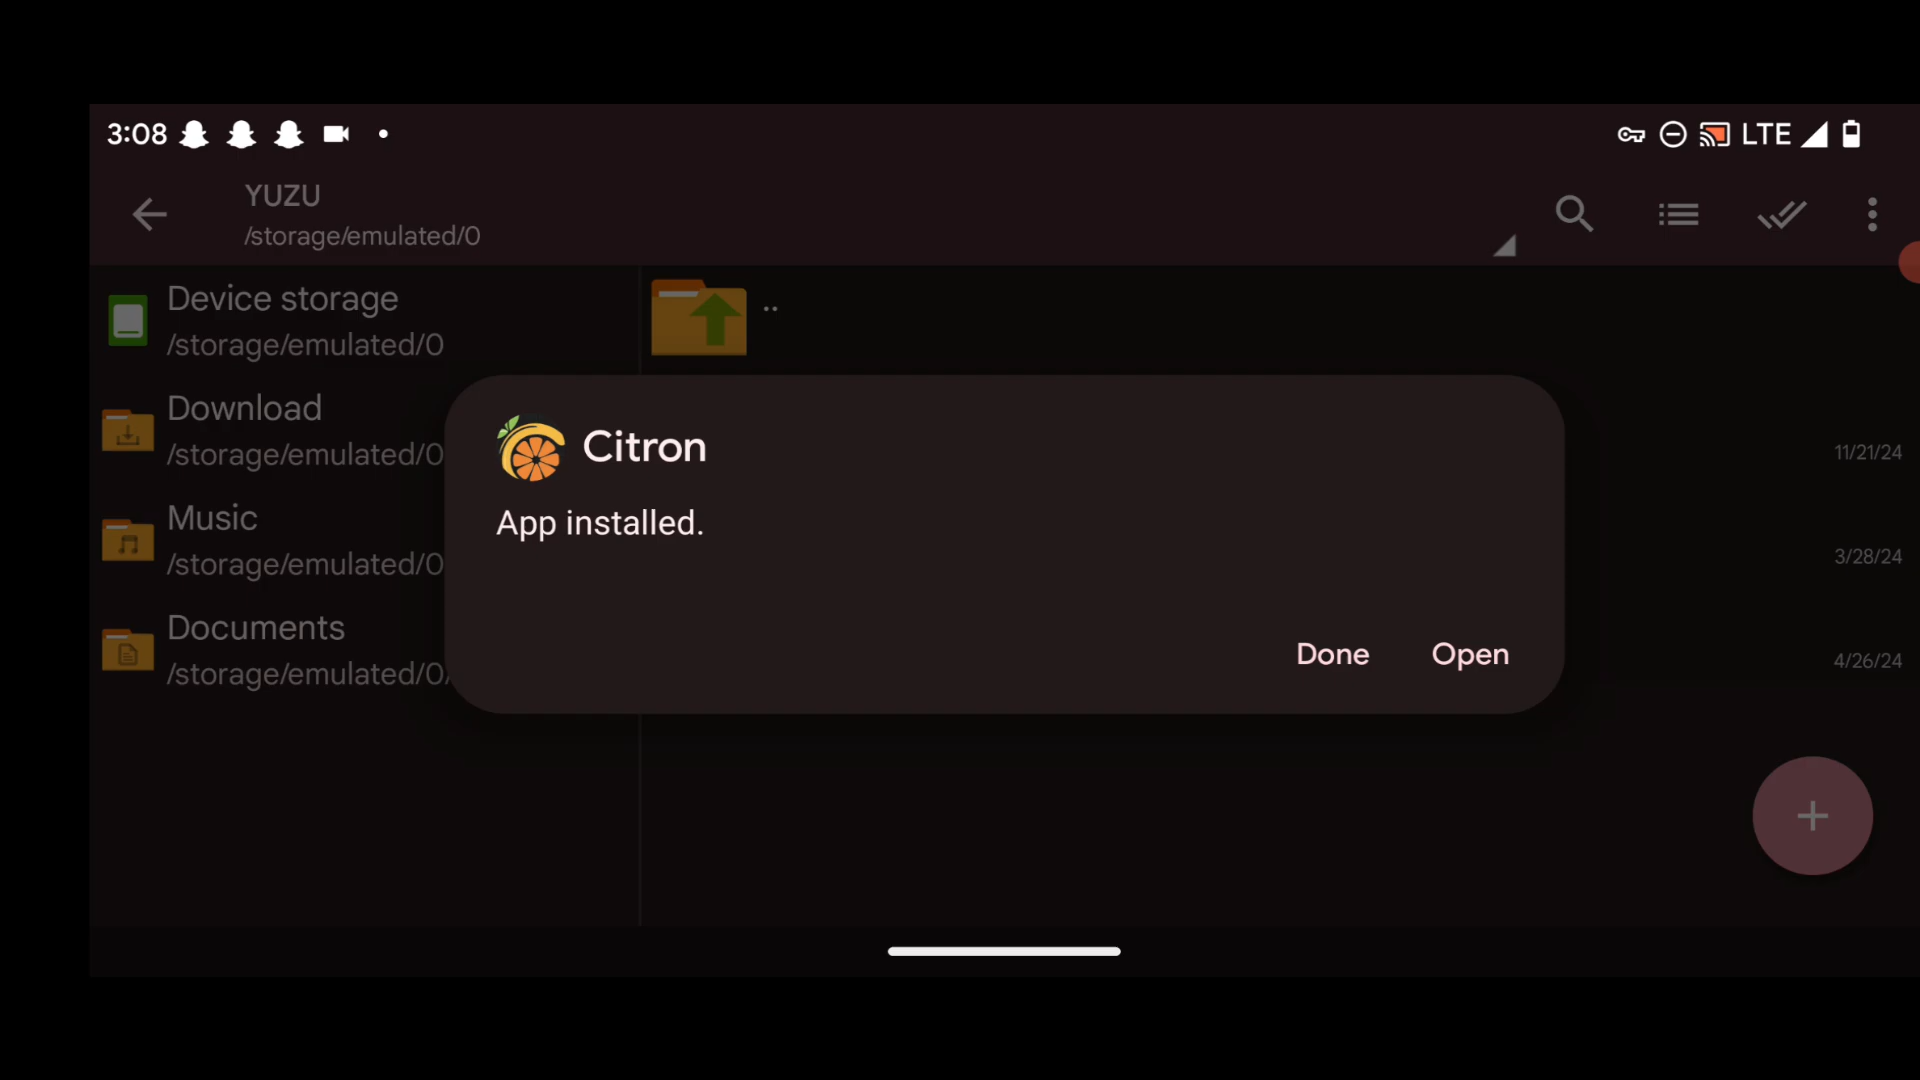 3:08
LTE
YUZU
/storage/emulated/0
Device storage
/storage/emulated/0
..
Download
/storage/emulated/0
Music
/storage/emulated/0
Documents
/storage/emulated/0/
Citron
App installed.
Done
Open
11/21/24
3/28/24
4/26/24